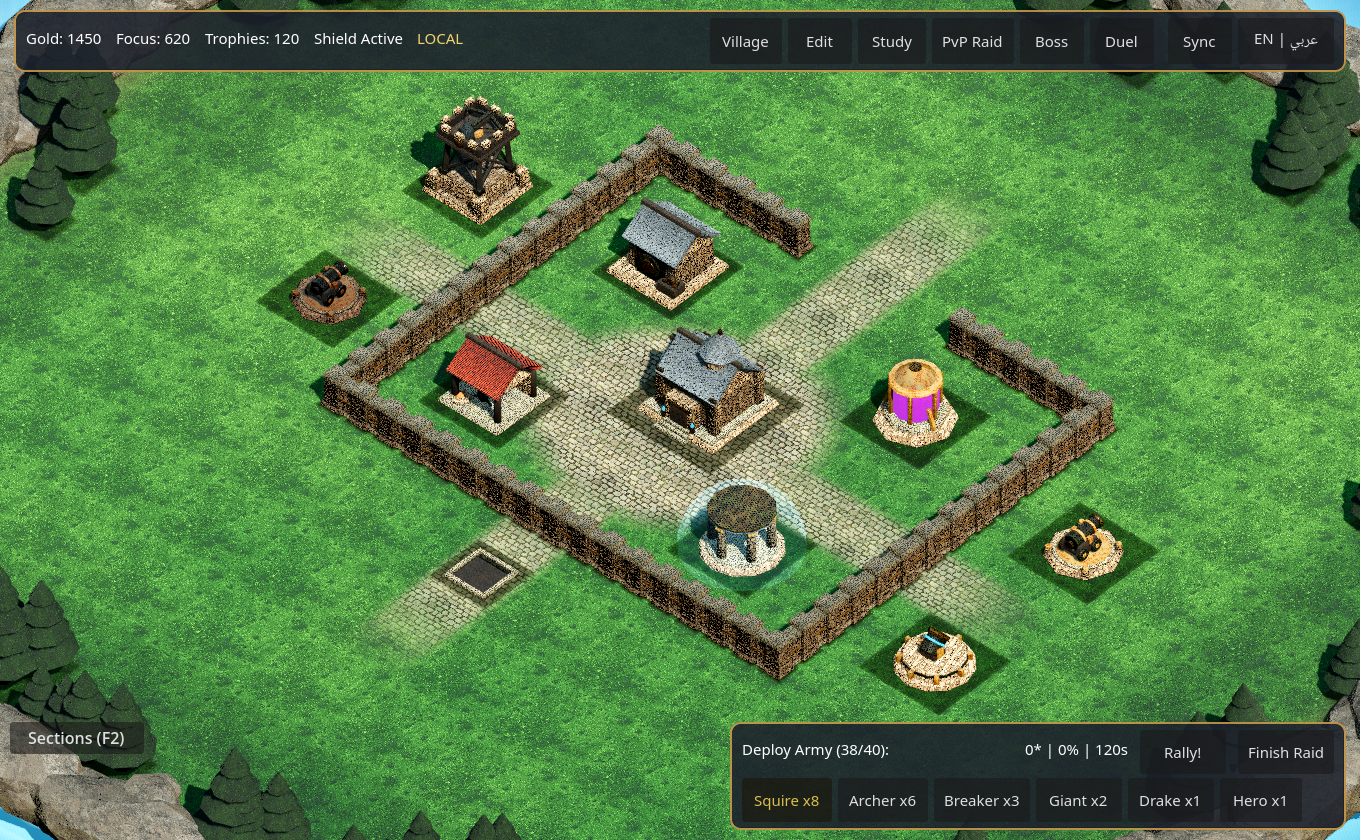 Gold: 1450 Focus: 620 Trophies: 120 Shield Active LOCAL
Village Edit Study PvP Raid Boss Duel Sync EN | عربي
Sections (F2)
Deploy Army (38/40): 0* | 0% | 120s Rally! Finish Raid
Squire x8 Archer x6 Breaker x3 Giant x2 Drake x1 Hero x1